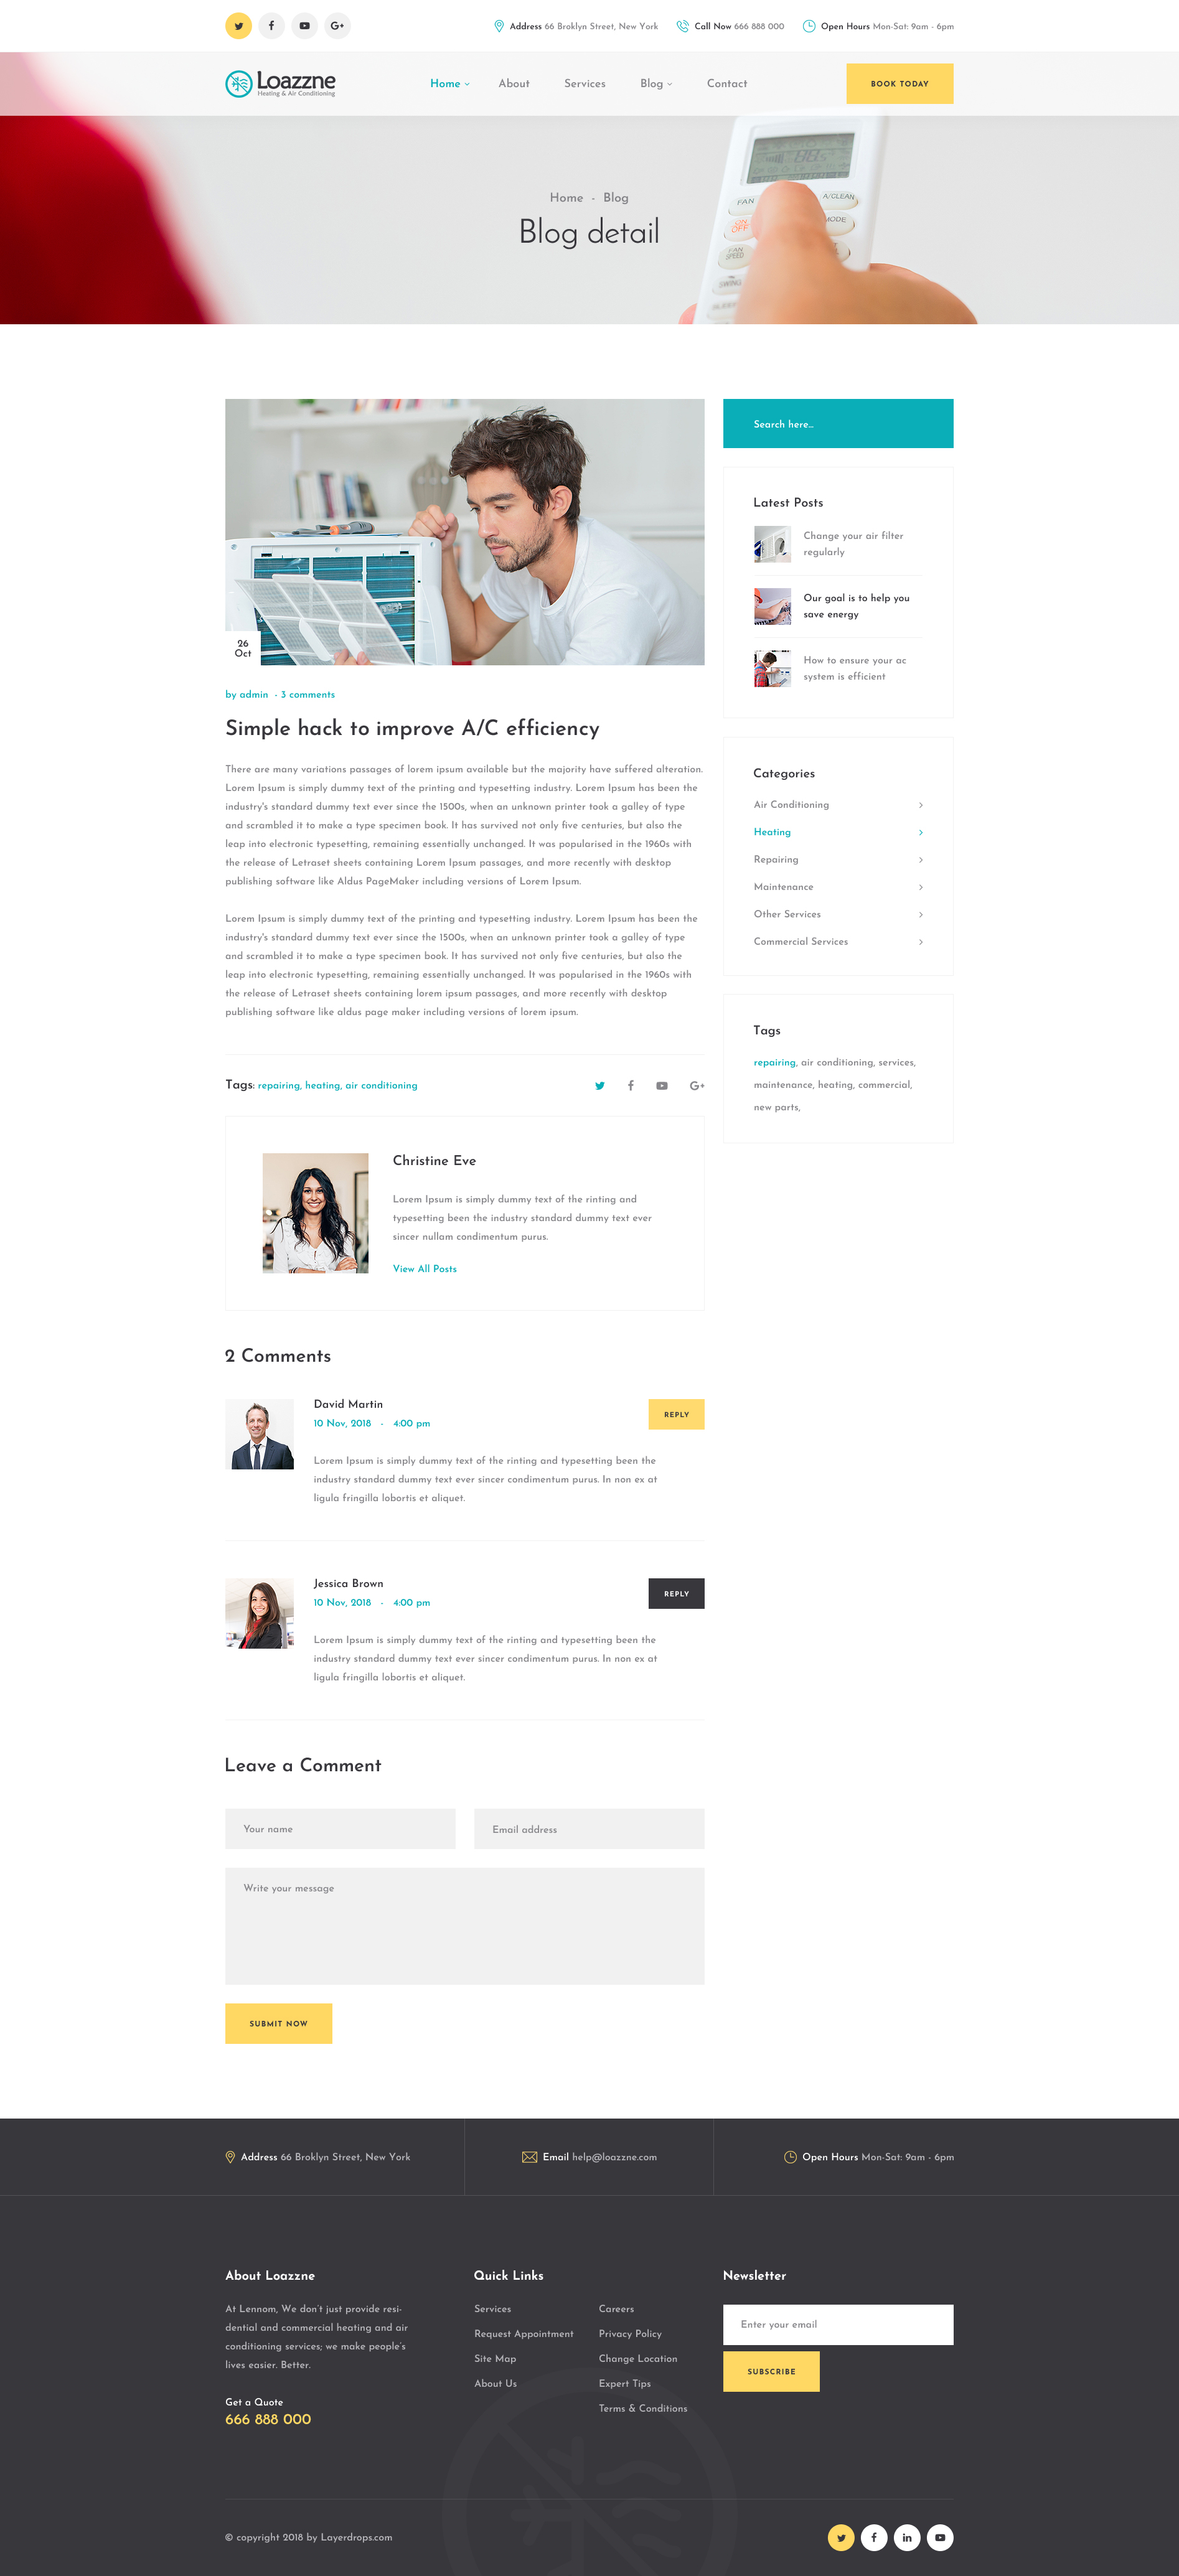 Address 66 Broklyn Street, New York Call Now 666 888 000 Open Hours Mon-Sat: 9am - 6pm
Loazzne
Heating & Air Conditioning
Home About Services Blog Contact
BOOK TODAY
A/CLEAN
FAN
ON
OFF
MODE
FAN
SPEED
Home - Blog
Blog detail
26
Oct
by admin - 3 comments
Simple hack to improve A/C efficiency
There are many variations passages of lorem ipsum available but the majority have suffered alteration.
Lorem Ipsum is simply dummy text of the printing and typesetting industry. Lorem Ipsum has been the
industry's standard dummy text ever since the 1500s, when an unknown printer took a galley of type
and scrambled it to make a type specimen book. It has survived not only five centuries, but also the
leap into electronic typesetting, remaining essentially unchanged. It was popularised in the 1960s with
the release of Letraset sheets containing Lorem Ipsum passages, and more recently with desktop
publishing software like Aldus PageMaker including versions of Lorem Ipsum.
Lorem Ipsum is simply dummy text of the printing and typesetting industry. Lorem Ipsum has been the
industry's standard dummy text ever since the 1500s, when an unknown printer took a galley of type
and scrambled it to make a type specimen book. It has survived not only five centuries, but also the
leap into electronic typesetting, remaining essentially unchanged. It was popularised in the 1960s with
the release of Letraset sheets containing lorem ipsum passages, and more recently with desktop
publishing software like aldus page maker including versions of lorem ipsum.
Tags: repairing, heating, air conditioning
Christine Eve
Lorem Ipsum is simply dummy text of the rinting and
typesetting been the industry standard dummy text ever
sincer nullam condimentum purus.
View All Posts
2 Comments
David Martin
10 Nov, 2018 - 4:00 pm
REPLY
Lorem Ipsum is simply dummy text of the rinting and typesetting been the
industry standard dummy text ever sincer condimentum purus. In non ex at
ligula fringilla lobortis et aliquet.
Jessica Brown
10 Nov, 2018 - 4:00 pm
REPLY
Lorem Ipsum is simply dummy text of the rinting and typesetting been the
industry standard dummy text ever sincer condimentum purus. In non ex at
ligula fringilla lobortis et aliquet.
Leave a Comment
Your name
Email address
Write your message
SUBMIT NOW
Search here...
Latest Posts
Change your air filter
regularly
Our goal is to help you
save energy
How to ensure your ac
system is efficient
Categories
Air Conditioning
Heating
Repairing
Maintenance
Other Services
Commercial Services
Tags
repairing, air conditioning, services,
maintenance, heating, commercial,
new parts,
Address 66 Broklyn Street, New York
Email help@loazzne.com
Open Hours Mon-Sat: 9am - 6pm
About Loazzne
At Lennom, We don't just provide resi-
dential and commercial heating and air
conditioning services; we make people's
lives easier. Better.
Get a Quote
666 888 000
Quick Links
Services
Request Appointment
Site Map
About Us
Careers
Privacy Policy
Change Location
Expert Tips
Terms & Conditions
Newsletter
Enter your email
SUBSCRIBE
© copyright 2018 by Layerdrops.com